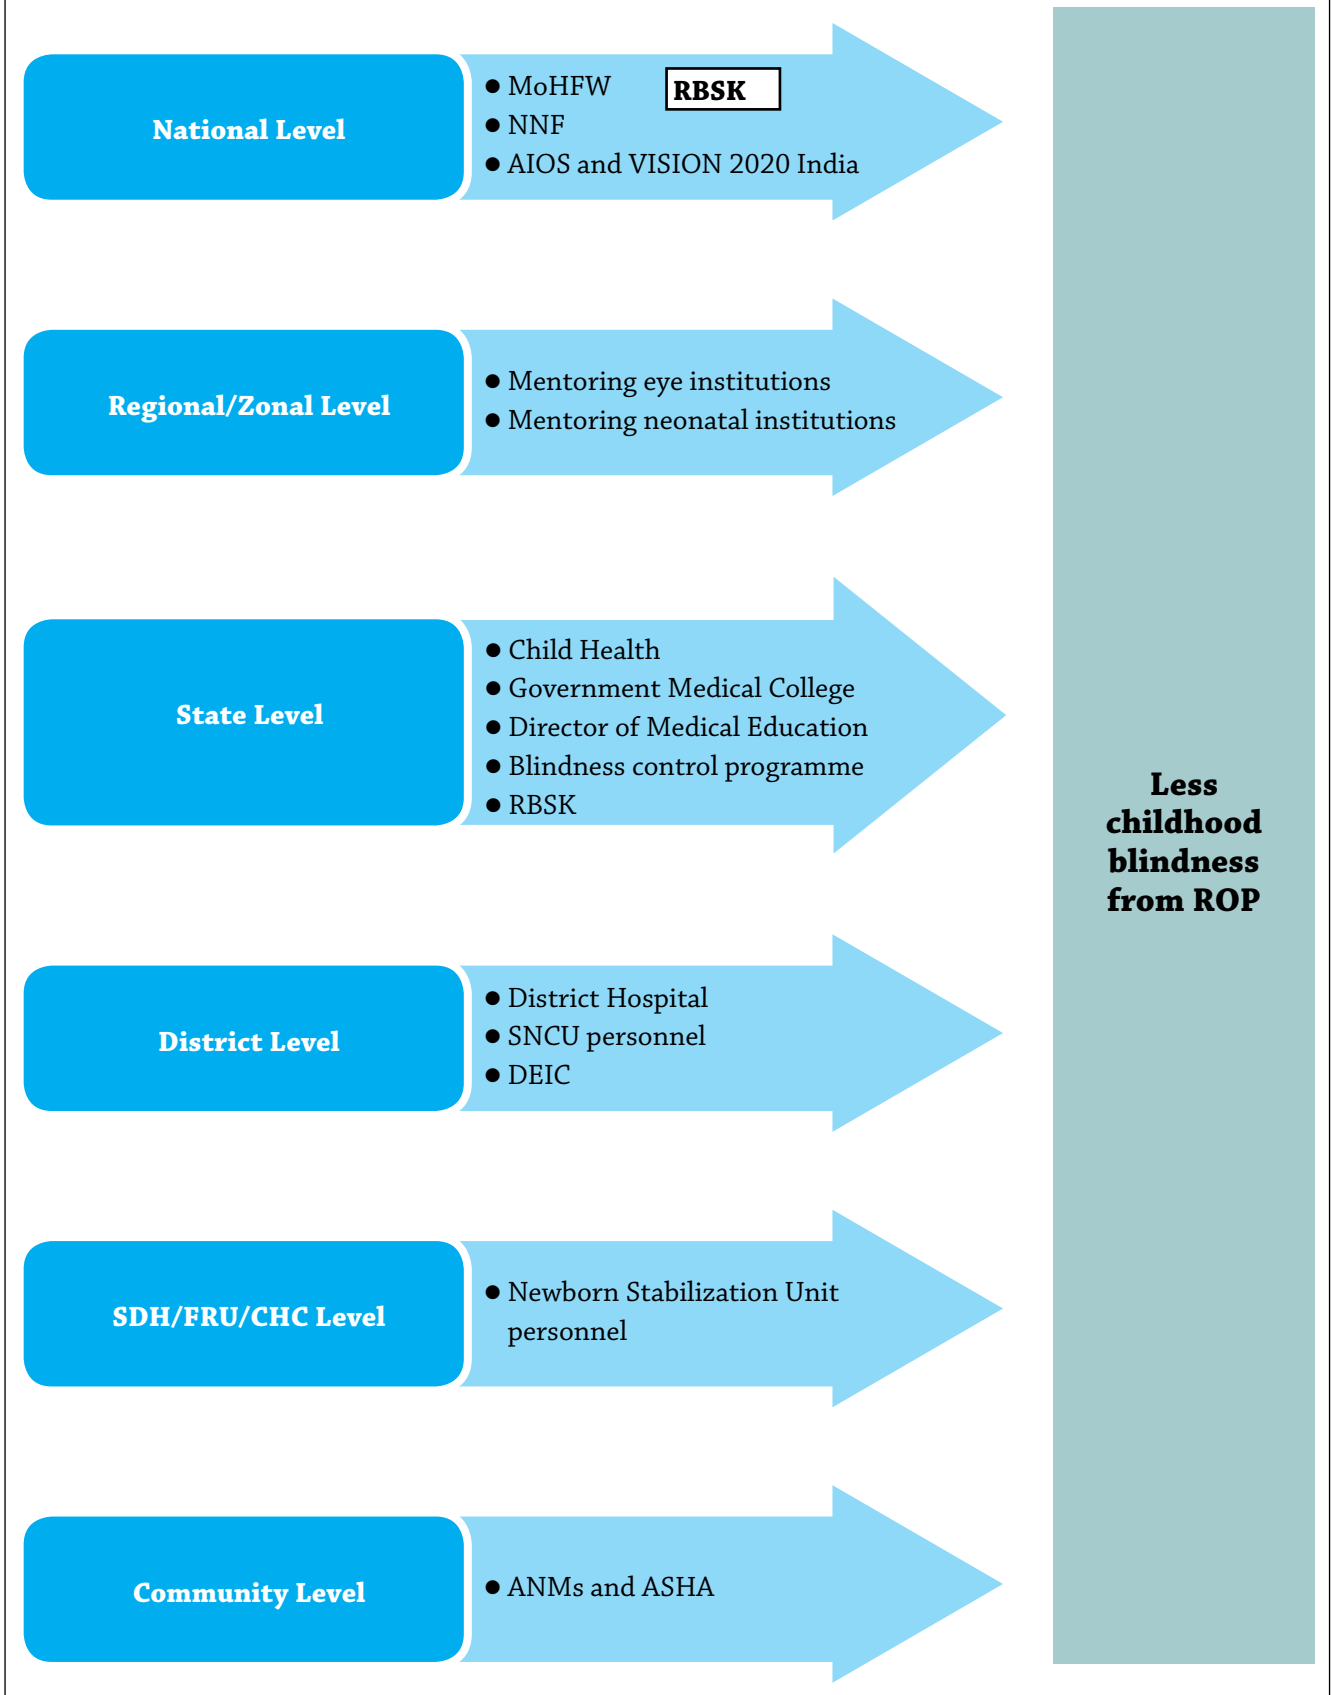 National Level
● MoHFW
RBSK
● NNF
● AIOS and VISION 2020 India
Regional/Zonal Level
● Mentoring eye institutions
● Mentoring neonatal institutions
State Level
● Child Health
● Government Medical College
● Director of Medical Education
● Blindness control programme
● RBSK
District Level
● District Hospital
● SNCU personnel
● DEIC
SDH/FRU/CHC Level
● Newborn Stabilization Unit
personnel
Community Level
● ANMs and ASHA
Less
childhood
blindness
from ROP